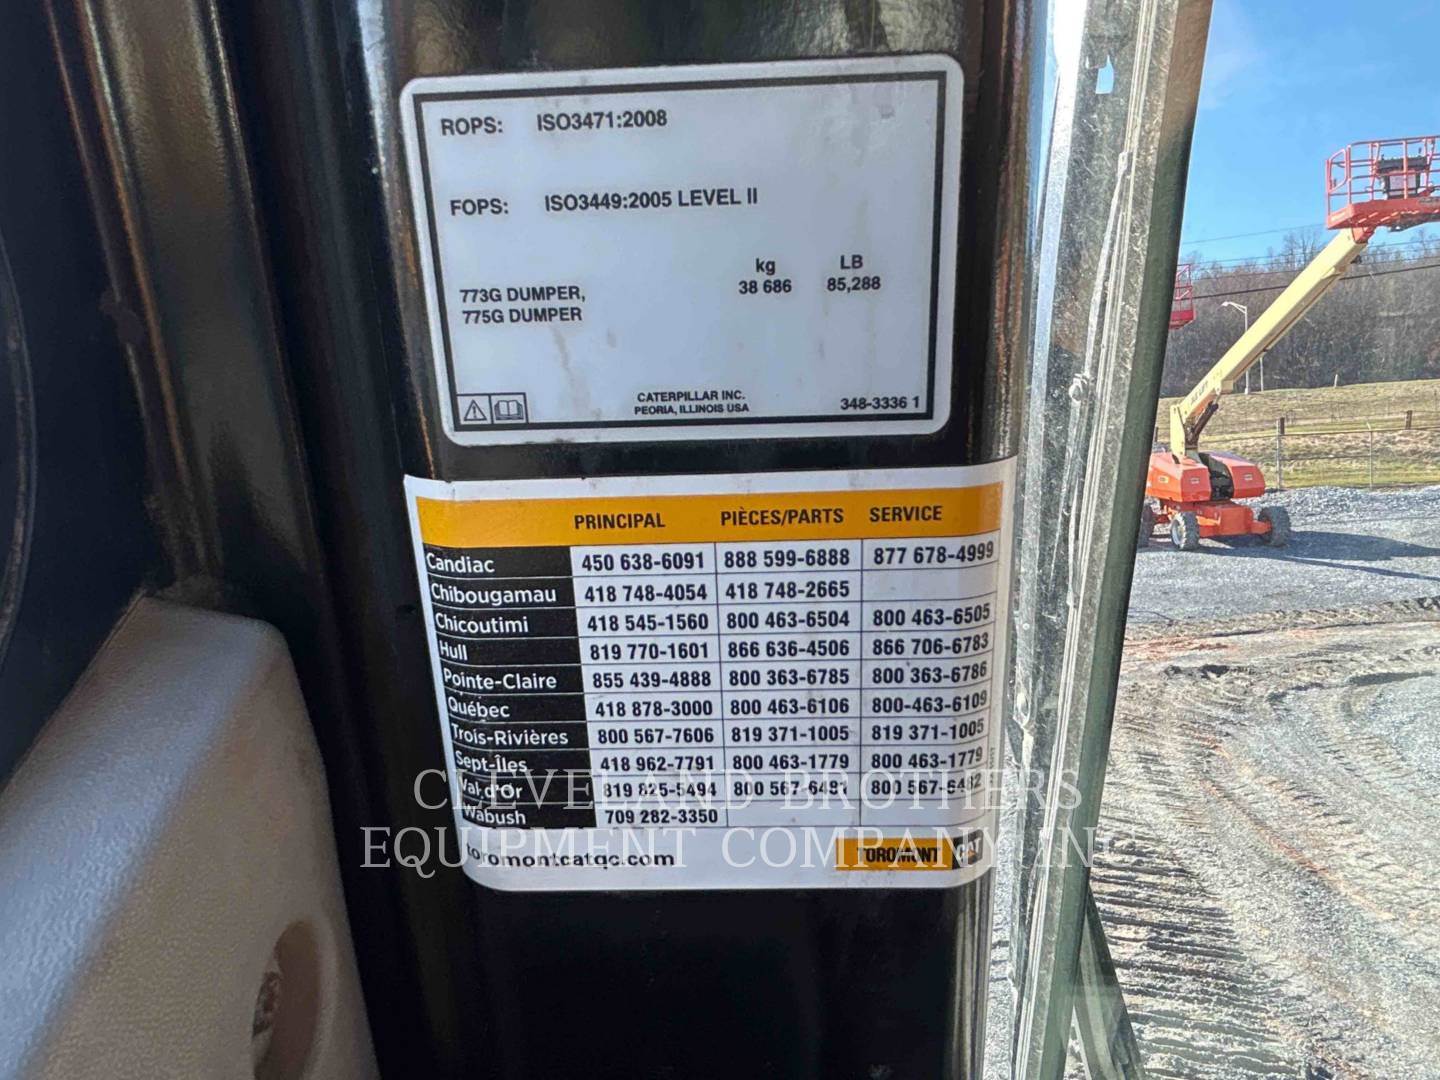 ROPS: ISO3471:2008
FOPS: ISO3449:2005 LEVEL II
kg LB
773G DUMPER, 38 686 85,288
775G DUMPER
CATERPILLAR INC.
PEORIA, ILLINOIS USA 348-3336 1
PRINCIPAL PIÈCES/PARTS SERVICE
Candiac 450 638-6091 888 599-6888 877 678-4999
Chibougamau 418 748-4054 418 748-2665
Chicoutimi 418 545-1560 800 463-6504 800 463-6505
Hull 819 770-1601 866 636-4506 866 706-6783
Pointe-Claire 855 439-4888 800 363-6785 800 363-6786
Québec 418 878-3000 800 463-6106 800-463-6109
Trois-Rivières 800 567-7606 819 371-1005 819 371-1005
Sept-Îles 418 962-7791 800 463-1779 800 463-1779
Val-d'Or 819 825-5494 800 567-6481 800 567-6482
Wabush 709 282-3350
toromontcatqc.com TOROMONT CAT
CLEVELAND BROTHERS
EQUIPMENT COMPANY INC